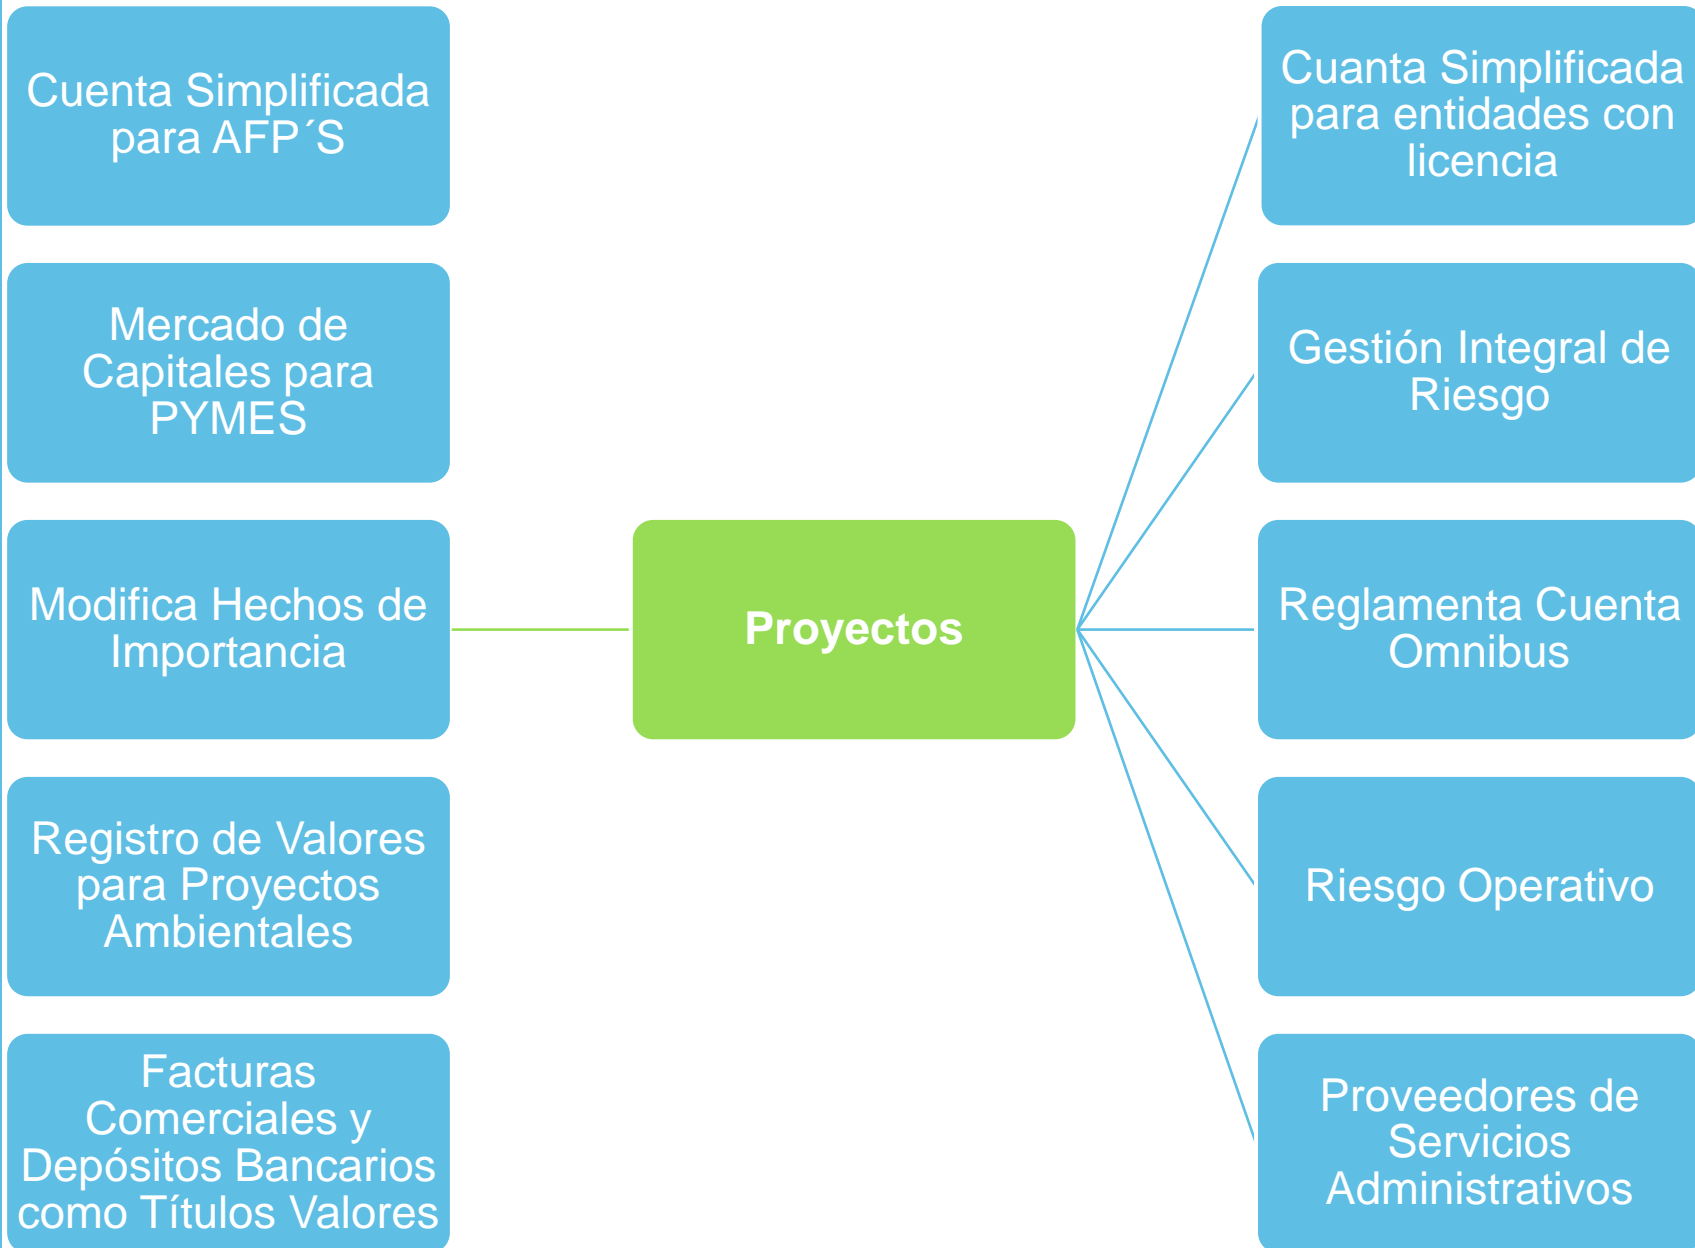 Cuenta Simplificada
para AFP´S
Mercado de
Capitales para
PYMES
Modifica Hechos de
Importancia
Registro de Valores
para Proyectos
Ambientales
Facturas
Comerciales y
Depósitos Bancarios
como Títulos Valores
Proyectos
Cuanta Simplificada
para entidades con
licencia
Gestión Integral de
Riesgo
Reglamenta Cuenta
Omnibus
Riesgo Operativo
Proveedores de
Servicios
Administrativos